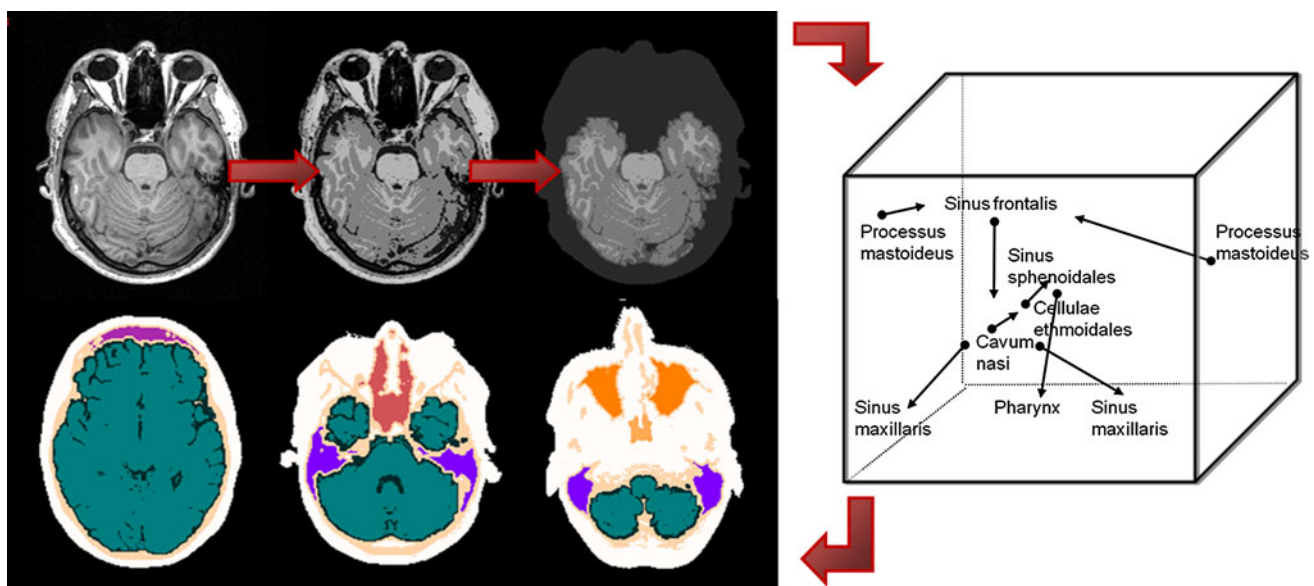 Sinus frontalis
Processus
mastoideus
Processus
mastoideus
Sinus
sphenoidales
Cellulae
ethmoidales
Cavum
nasi
Sinus
maxillaris
Pharynx
Sinus
maxillaris